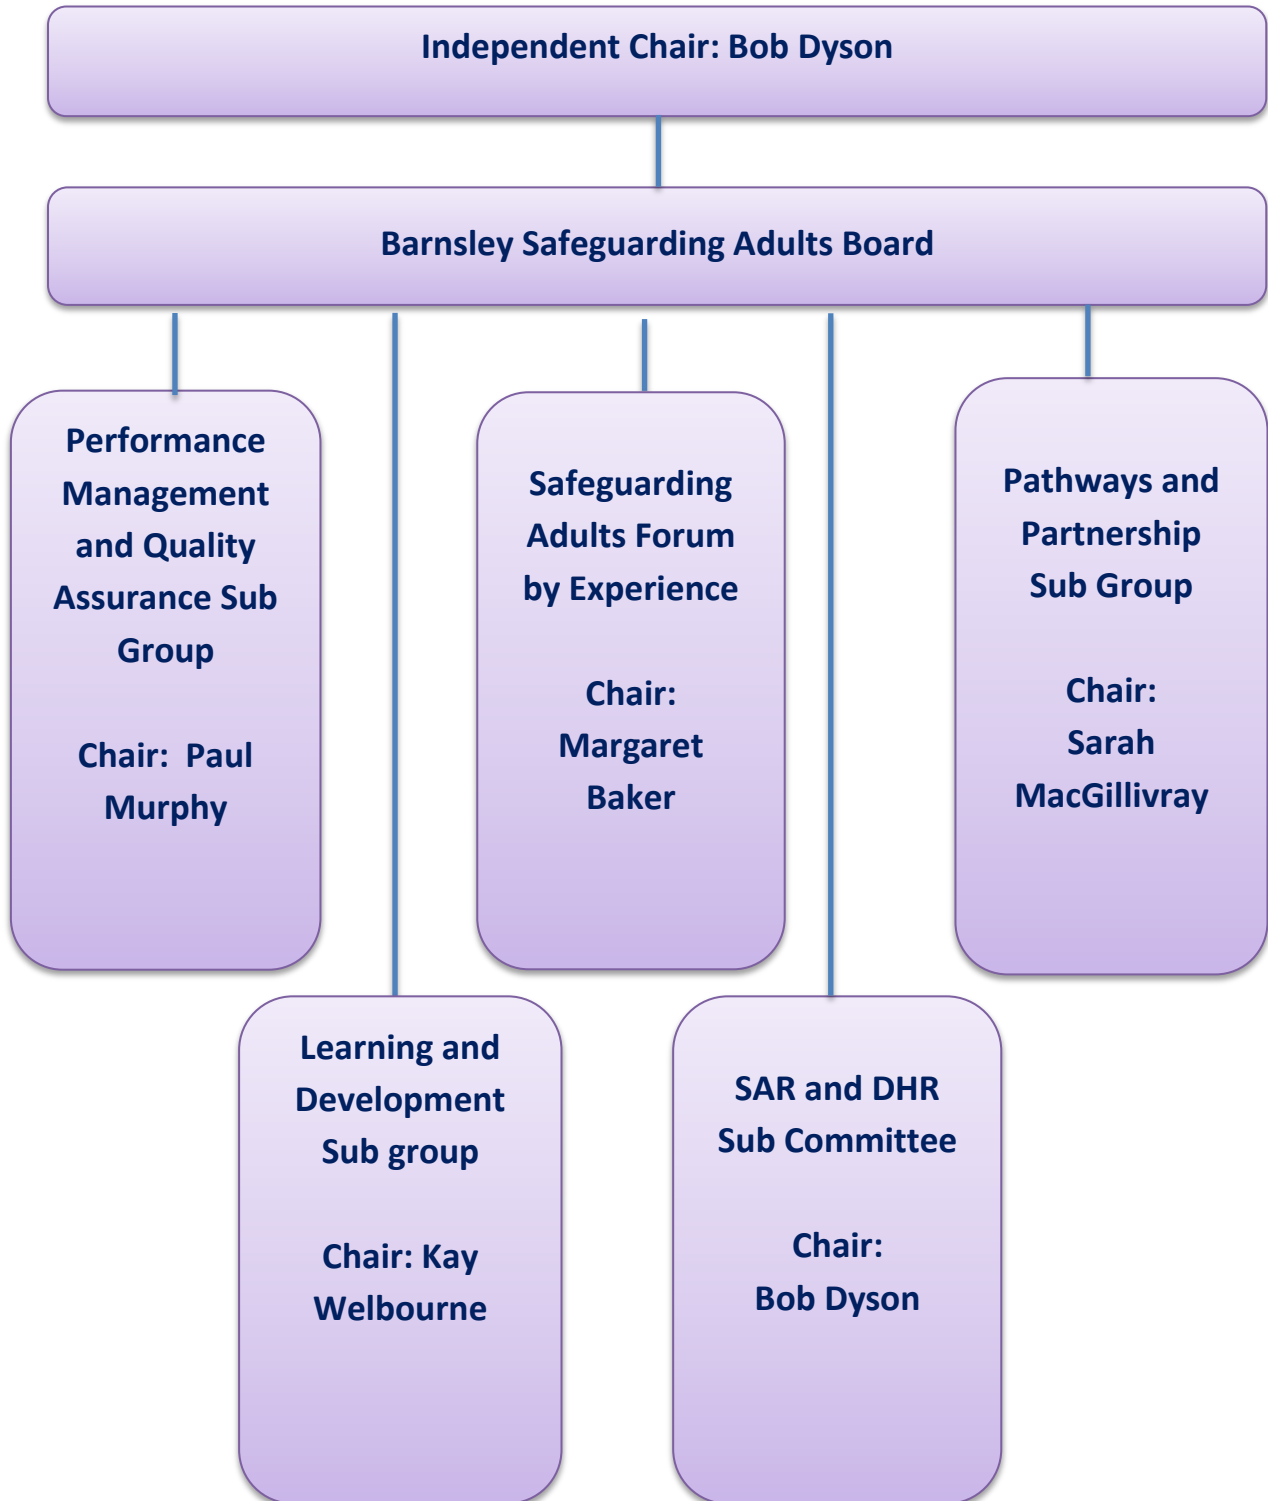 Independent Chair: Bob Dyson
Barnsley Safeguarding Adults Board
Performance
Management
and Quality
Assurance Sub
Group
Chair:  Paul
Murphy
Safeguarding
Adults Forum
by Experience
Chair:
Margaret
Baker
Pathways and
Partnership
Sub Group
Chair:
Sarah
MacGillivray
Learning and
Development
Sub group
Chair: Kay
Welbourne
SAR and DHR
Sub Committee
Chair:
Bob Dyson